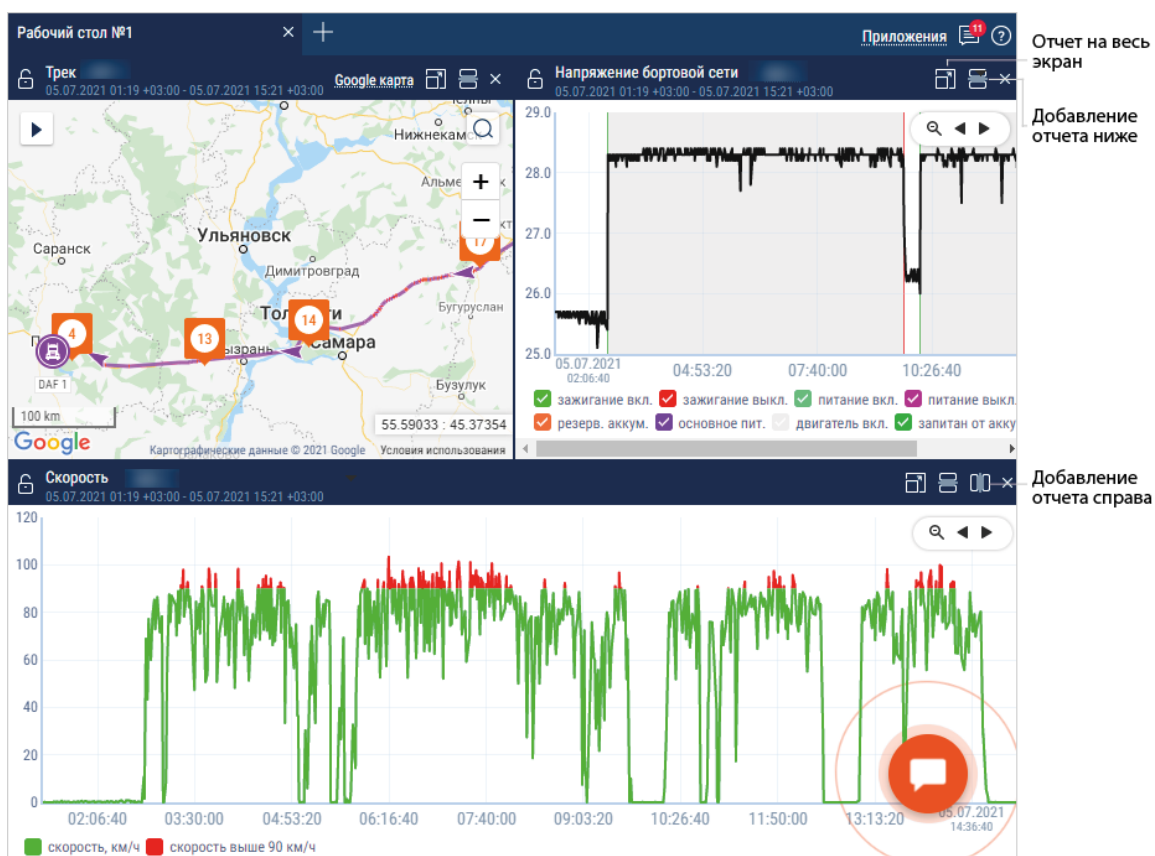 Рабочий стол №1
Приложения
11
Отчет на весь
экран
Добавление
отчета ниже
Трек
05.07.2021 01:19 +03:00 - 05.07.2021 15:21 +03:00
Google карта
Нижнекамс
Альме
к
кт
17
Ульяновск
Саранск
Димитровград
Тол
ти
14
Бугуруслан
4
13
П
ызрань
Самара
DAF 1
Бузулук
100 km
55.59033 : 45.37354
Google
Картографические данные © 2021 Google
Условия использования
Напряжение бортовой сети
05.07.2021 01:19 +03:00 - 05.07.2021 15:21 +03:00
29.0
28.0
27.0
26.0
25.0
05.07.2021
02:06:40
04:53:20
07:40:00
10:26:40
зажигание вкл.
зажигание выкл.
питание вкл.
питание выкл.
резерв. аккум.
основное пит.
двигатель вкл.
запитан от акку
Скорость
05.07.2021 01:19 +03:00 - 05.07.2021 15:21 +03:00
Добавление
отчета справа
120
100
80
60
40
20
0
02:06:40
03:30:00
04:53:20
06:16:40
07:40:00
09:03:20
10:26:40
11:50:00
13:13:20
05.07.2021
14:36:40
скорость, км/ч
скорость выше 90 км/ч